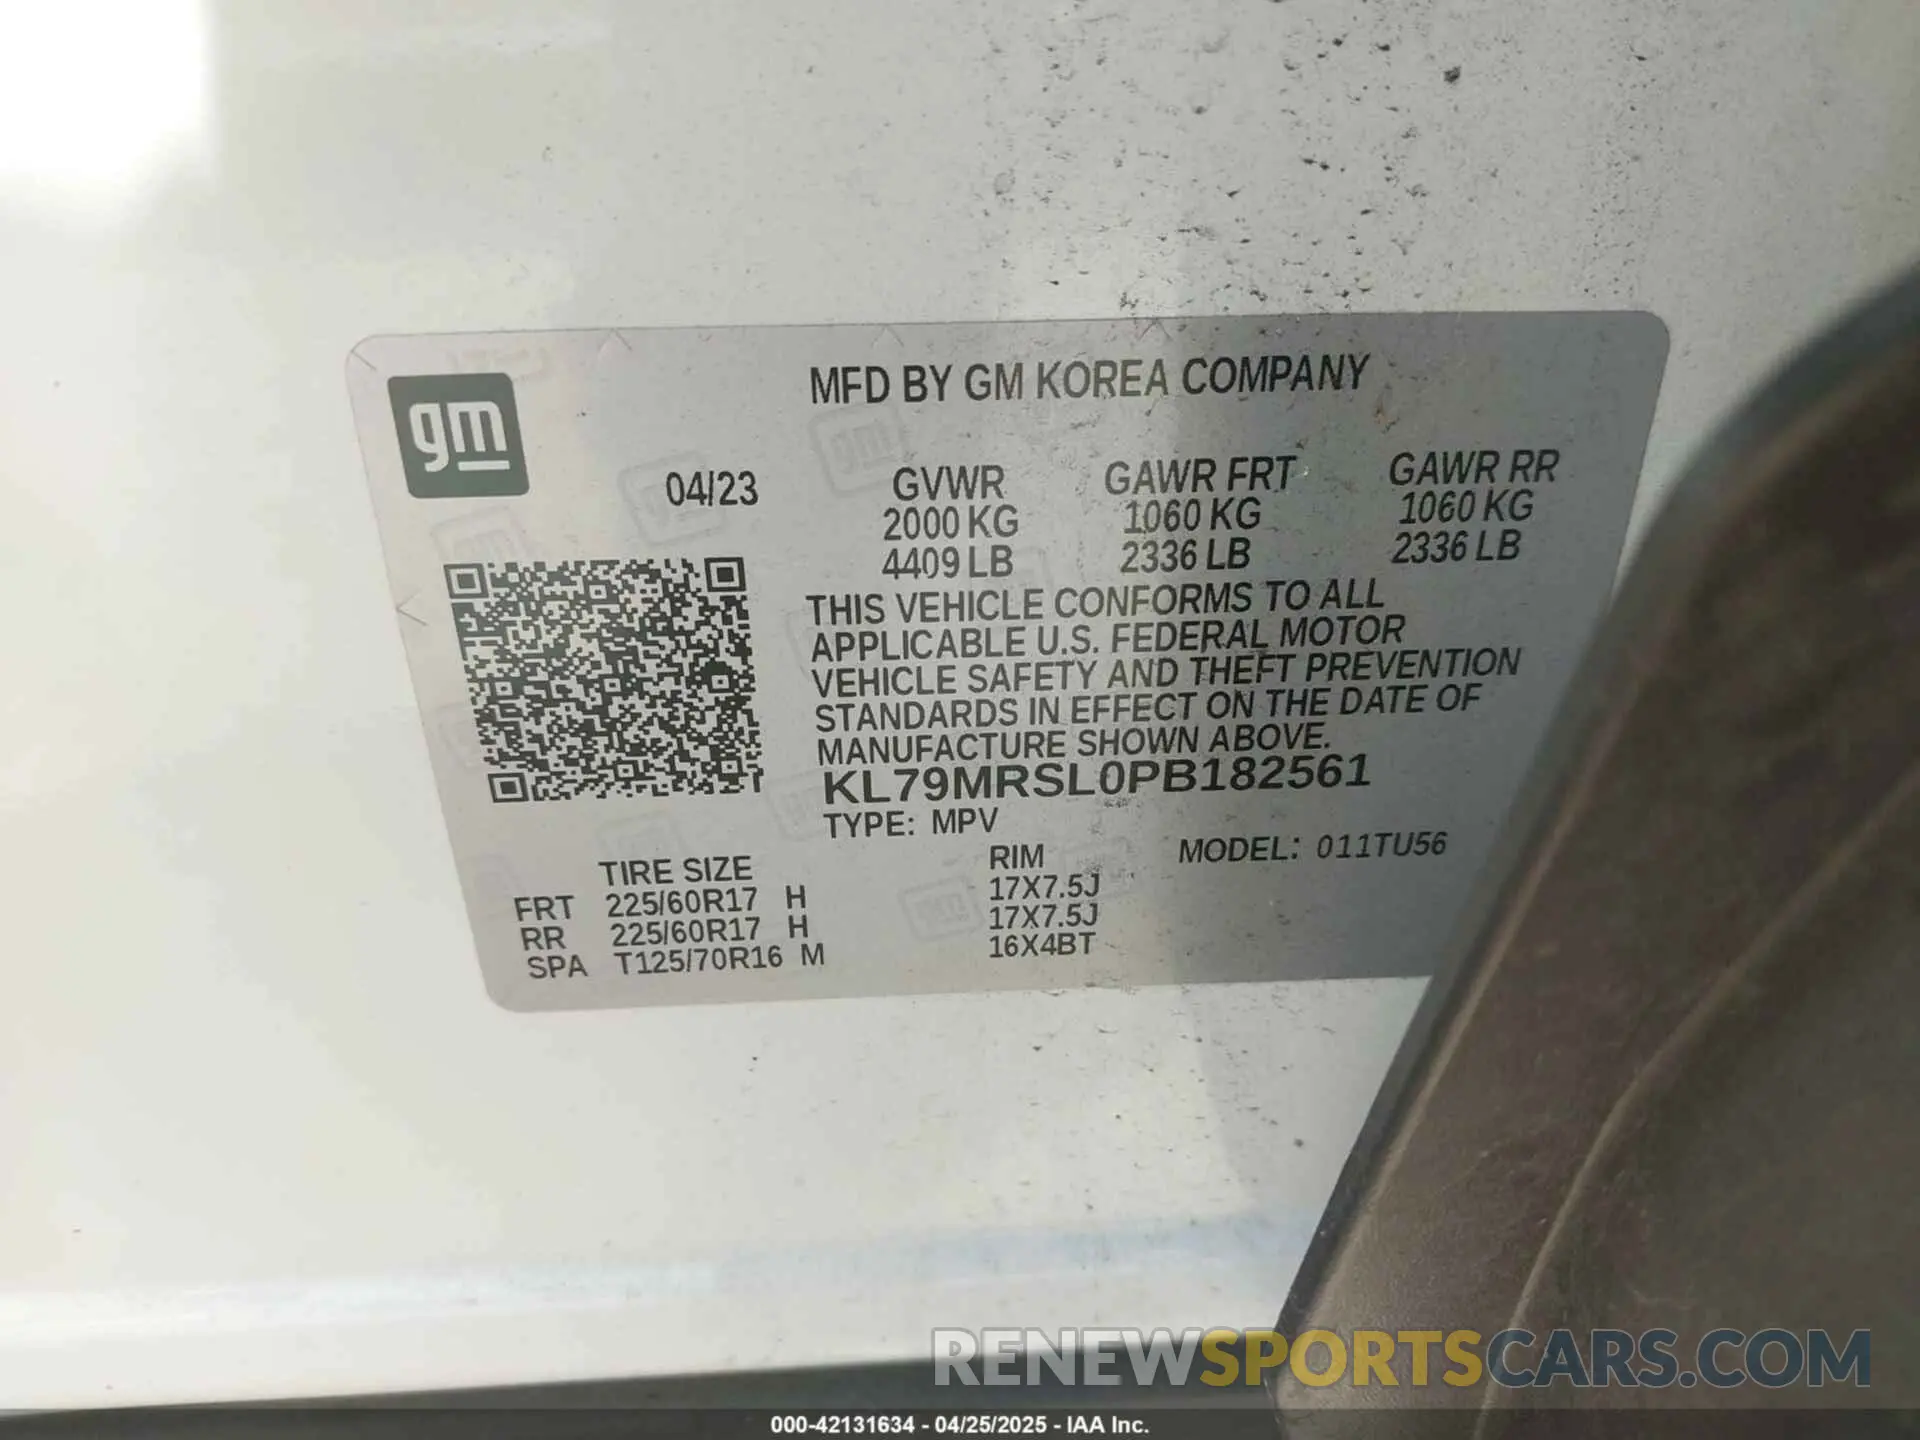 MFD BY GM KOREA COMPANY
gm
04/23 GVWR GAWR FRT GAWR RR
2000 KG 1060 KG 1060 KG
4409 LB 2336 LB 2336 LB
THIS VEHICLE CONFORMS TO ALL
APPLICABLE U.S. FEDERAL MOTOR
VEHICLE SAFETY AND THEFT PREVENTION
STANDARDS IN EFFECT ON THE DATE OF
MANUFACTURE SHOWN ABOVE.
KL79MRSL0PB182561
TYPE: MPV
TIRE SIZE RIM MODEL: 011TU56
FRT 225/60R17 H 17X7.5J
RR 225/60R17 H 17X7.5J
SPA T125/70R16 M 16X4BT
RENEWSPORTSCARS.COM
000-42131634 - 04/25/2025 - IAA Inc.